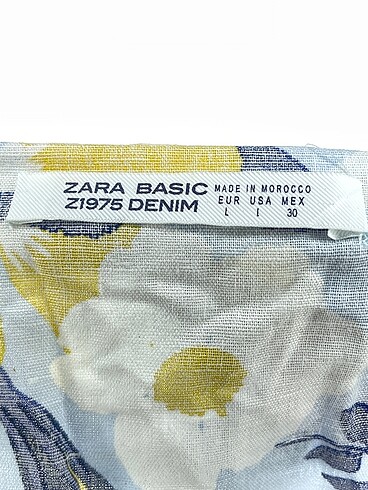 ZARA BASIC
Z1975 DENIM
MADE IN MOROCCO
EUR USA MEX
L I 30